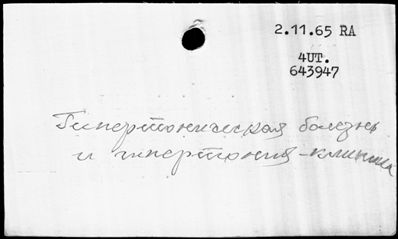 2.11.65 RA
4UT.
643947
Гипертоническая болезнь
и гипертония - клиника